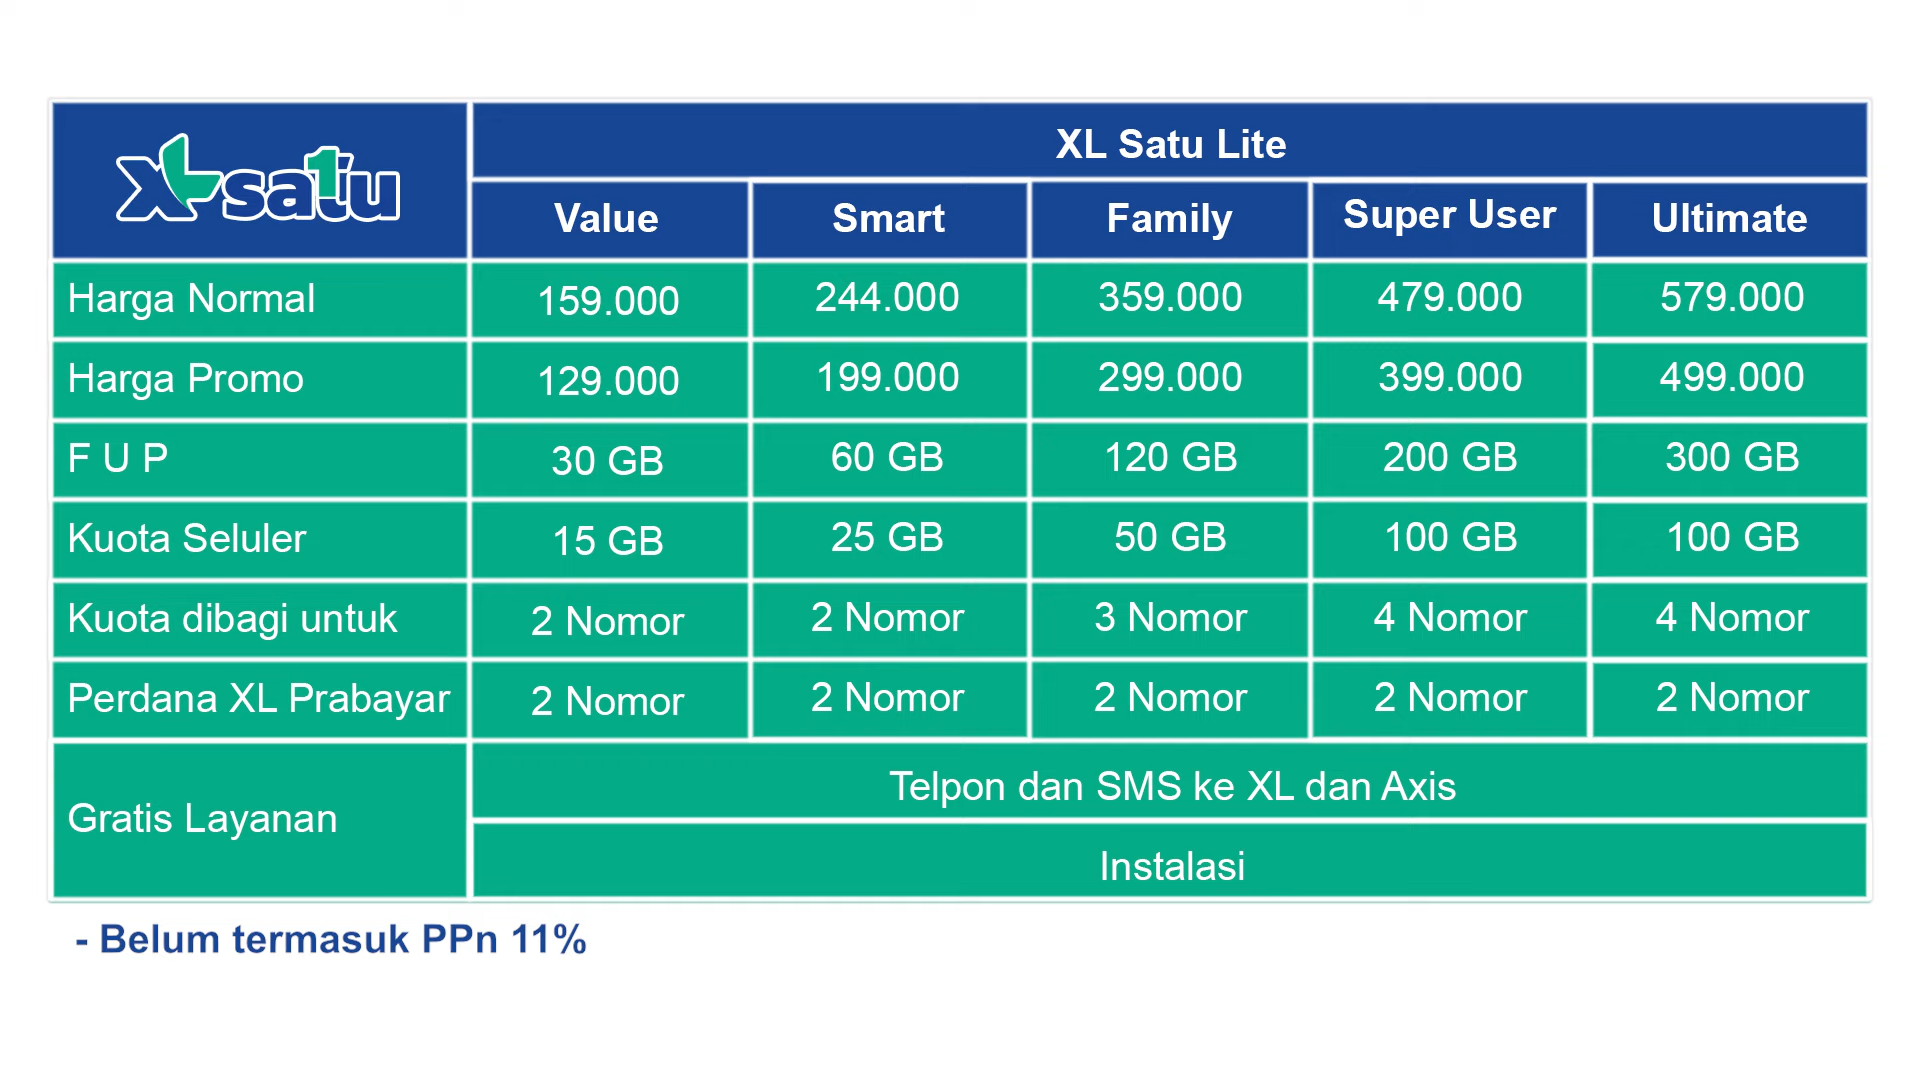 XL satu
XL Satu Lite
Value Smart Family Super User Ultimate
Harga Normal 159.000 244.000 359.000 479.000 579.000
Harga Promo 129.000 199.000 299.000 399.000 499.000
F U P 30 GB 60 GB 120 GB 200 GB 300 GB
Kuota Seluler 15 GB 25 GB 50 GB 100 GB 100 GB
Kuota dibagi untuk 2 Nomor 2 Nomor 3 Nomor 4 Nomor 4 Nomor
Perdana XL Prabayar 2 Nomor 2 Nomor 2 Nomor 2 Nomor 2 Nomor
Gratis Layanan
Telpon dan SMS ke XL dan Axis
Instalasi
- Belum termasuk PPn 11%